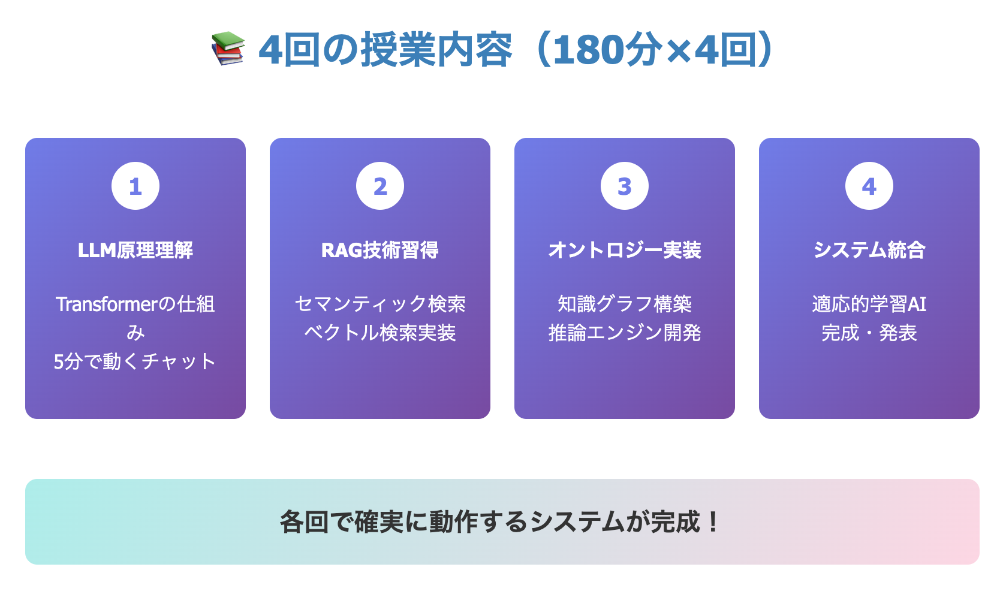 📚 4回の授業内容（180分×4回）
1
LLM原理理解
Transformerの仕組
み
5分で動くチャット
2
RAG技術習得
セマンティック検索
ベクトル検索実装
3
オントロジー実装
知識グラフ構築
推論エンジン開発
4
システム統合
適応的学習AI
完成・発表
各回で確実に動作するシステムが完成！